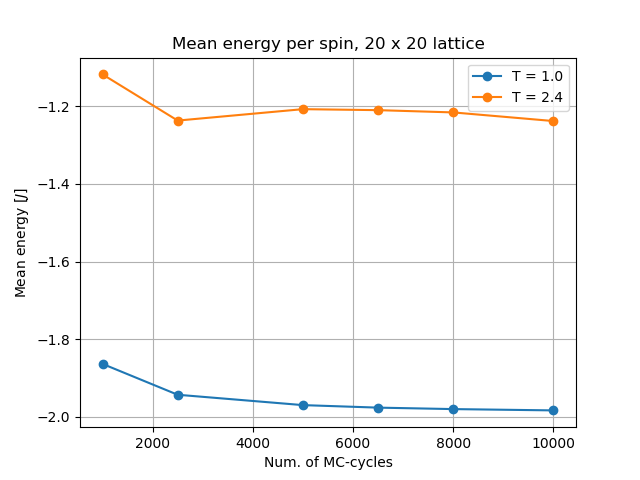 Mean energy per spin, 20 x 20 lattice
T = 1.0
T = 2.4
Mean energy [J]
−1.2
−1.4
−1.6
−1.8
−2.0
2000 4000 6000 8000 10000
Num. of MC-cycles